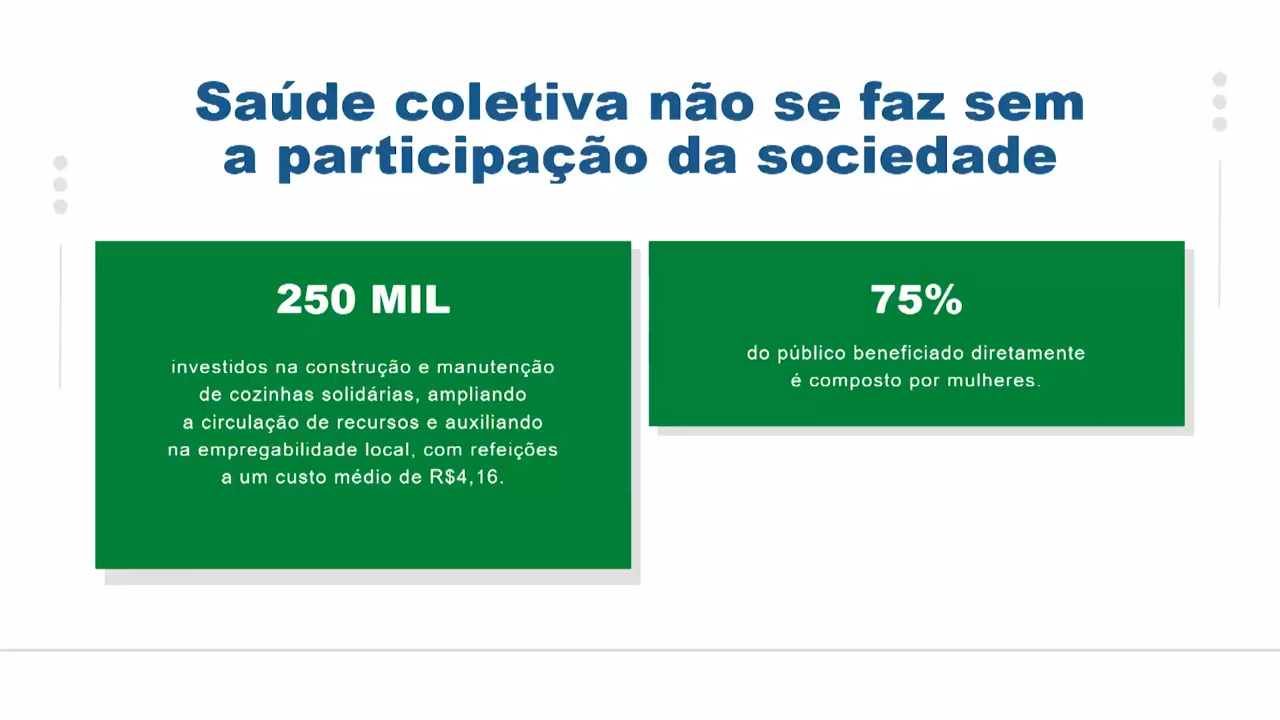 Saúde coletiva não se faz sem
a participação da sociedade
250 MIL
investidos na construção e manutenção
de cozinhas solidárias, ampliando
a circulação de recursos e auxiliando
na empregabilidade local, com refeições
a um custo médio de R$4,16.
75%
do público beneficiado diretamente
é composto por mulheres.